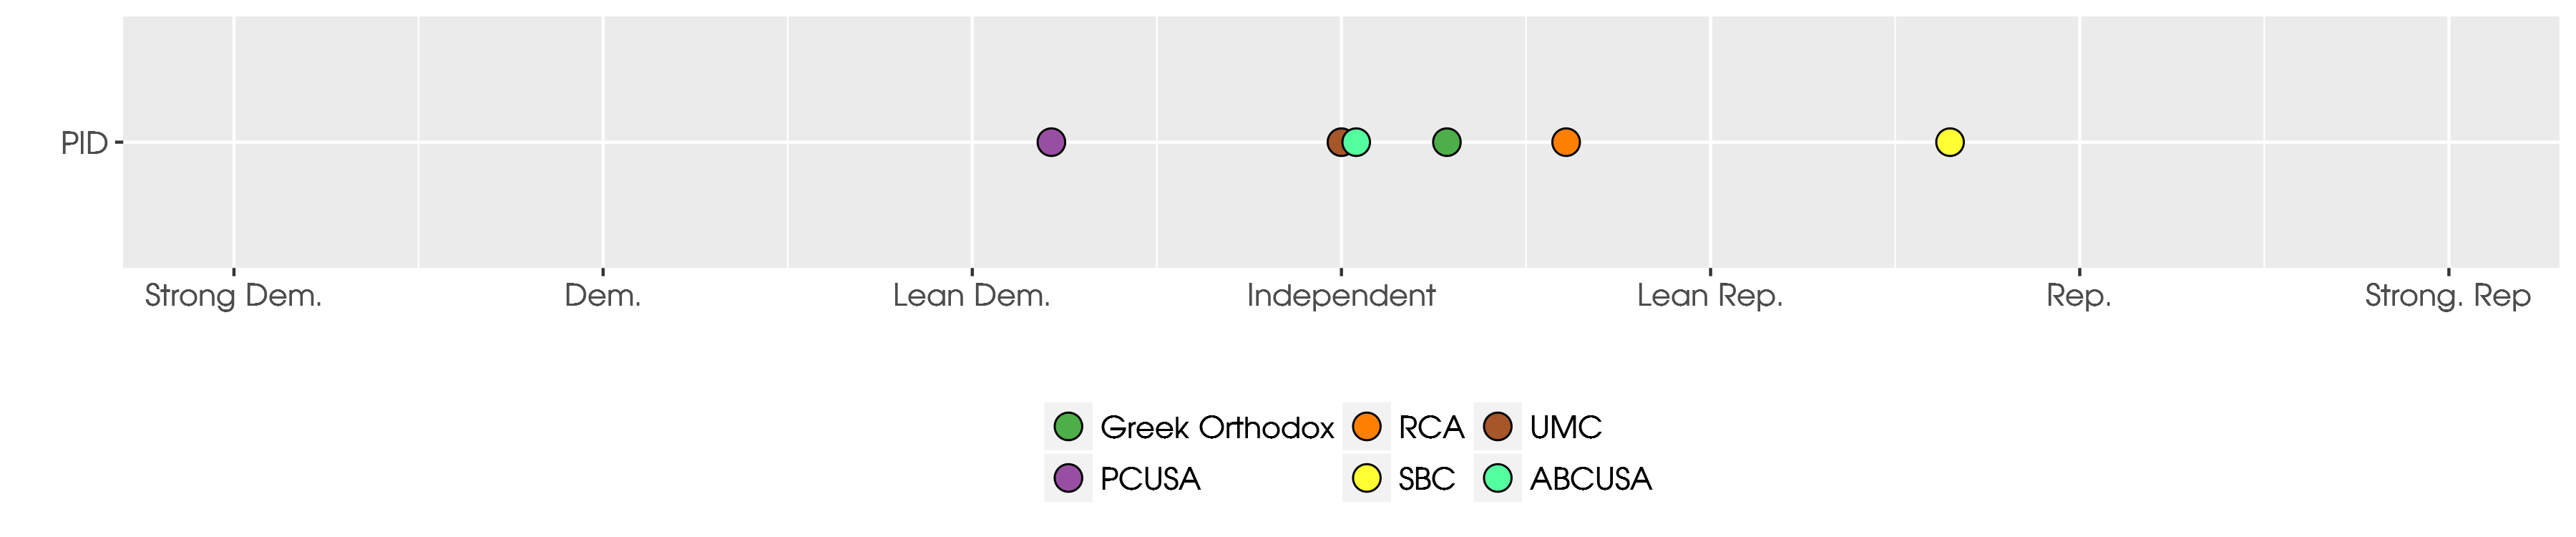 PID
Strong Dem. Dem. Lean Dem. Independent Lean Rep. Rep. Strong. Rep
Greek Orthodox RCA UMC
PCUSA SBC ABCUSA